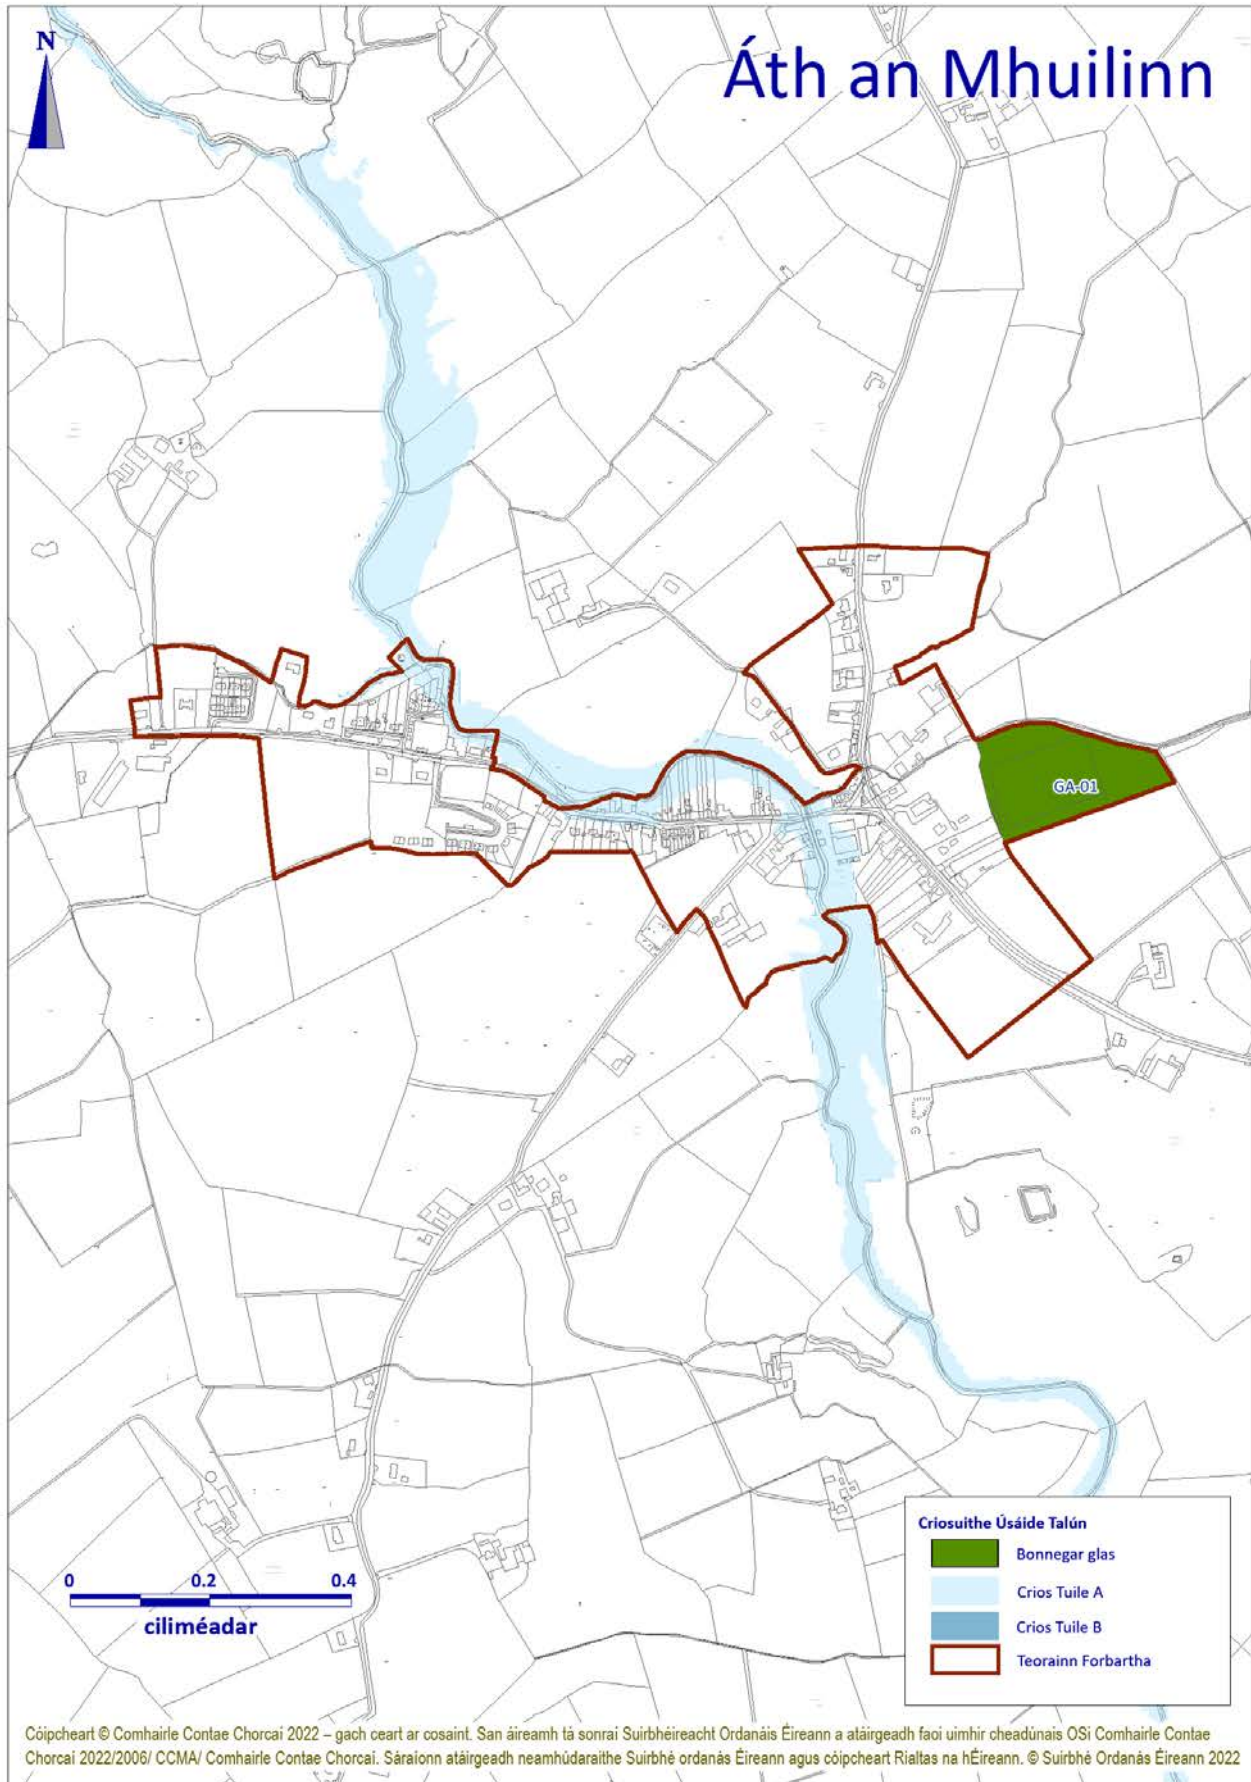 N
Áth an Mhuilinn
GA-01
Criosuithe Úsáide Talún
Bonnegar glas
Crios Tuile A
Crios Tuile B
Teorainn Forbartha
0 0.2 0.4
ciliméadar
Cóipcheart © Comhairle Contae Chorcaí 2022 – gach ceart ar cosaint. San áireamh tá sonraí Suirbhéireacht Ordanáis Éireann a atáirgeadh faoi uimhir cheadúnais OSi Comhairle Contae
Chorcaí 2022/2006/ CCMA/ Comhairle Contae Chorcaí. Sáraíonn atáirgeadh neamhúdaraithe Suirbhé ordanás Éireann agus cóipcheart Rialtas na hÉireann. © Suirbhé Ordanás Éireann 2022